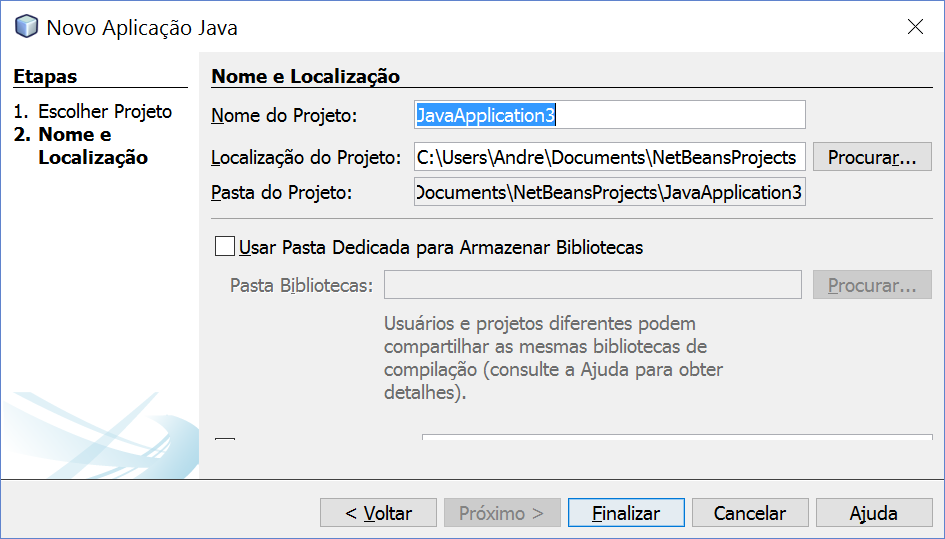 Novo Aplicação Java
Etapas
1. Escolher Projeto
2. Nome e
Localização
Nome e Localização
Nome do Projeto: JavaApplication3
Localização do Projeto: C:\Users\Andre\Documents\NetBeansProjects Procurar...
Pasta do Projeto: Documents\NetBeansProjects\JavaApplication3
Usar Pasta Dedicada para Armazenar Bibliotecas
Pasta Bibliotecas: Procurar...
Usuários e projetos diferentes podem
compartilhar as mesmas bibliotecas de
compilação (consulte a Ajuda para obter
detalhes).
< Voltar Próximo > Finalizar Cancelar Ajuda